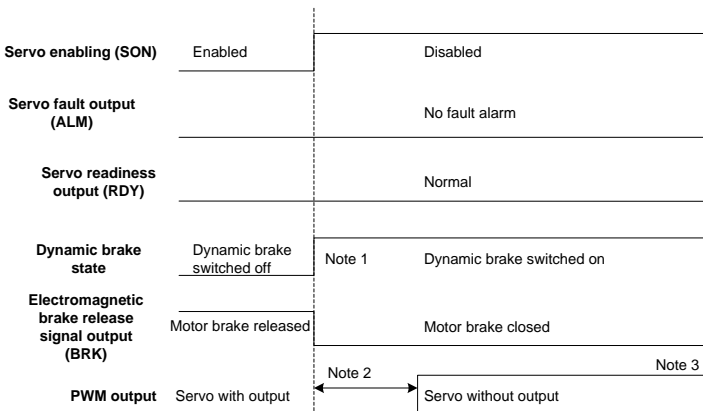 Servo enabling (SON) Enabled Disabled
Servo fault output
(ALM) No fault alarm
Servo readiness
output (RDY) Normal
Dynamic brake
state
Dynamic brake
switched off
Note 1 Dynamic brake switched on
Electromagnetic
brake release
signal output
(BRK)
Motor brake released Motor brake closed
Note 2 Note 3
PWM output Servo with output Servo without output